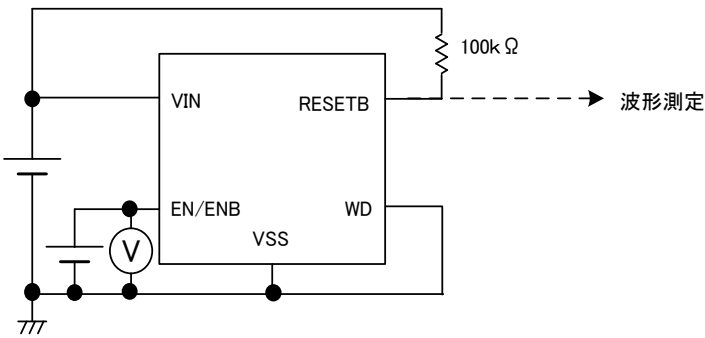 100kΩ
VIN
RESETB
波形測定
EN/ENB
WD
V
VSS